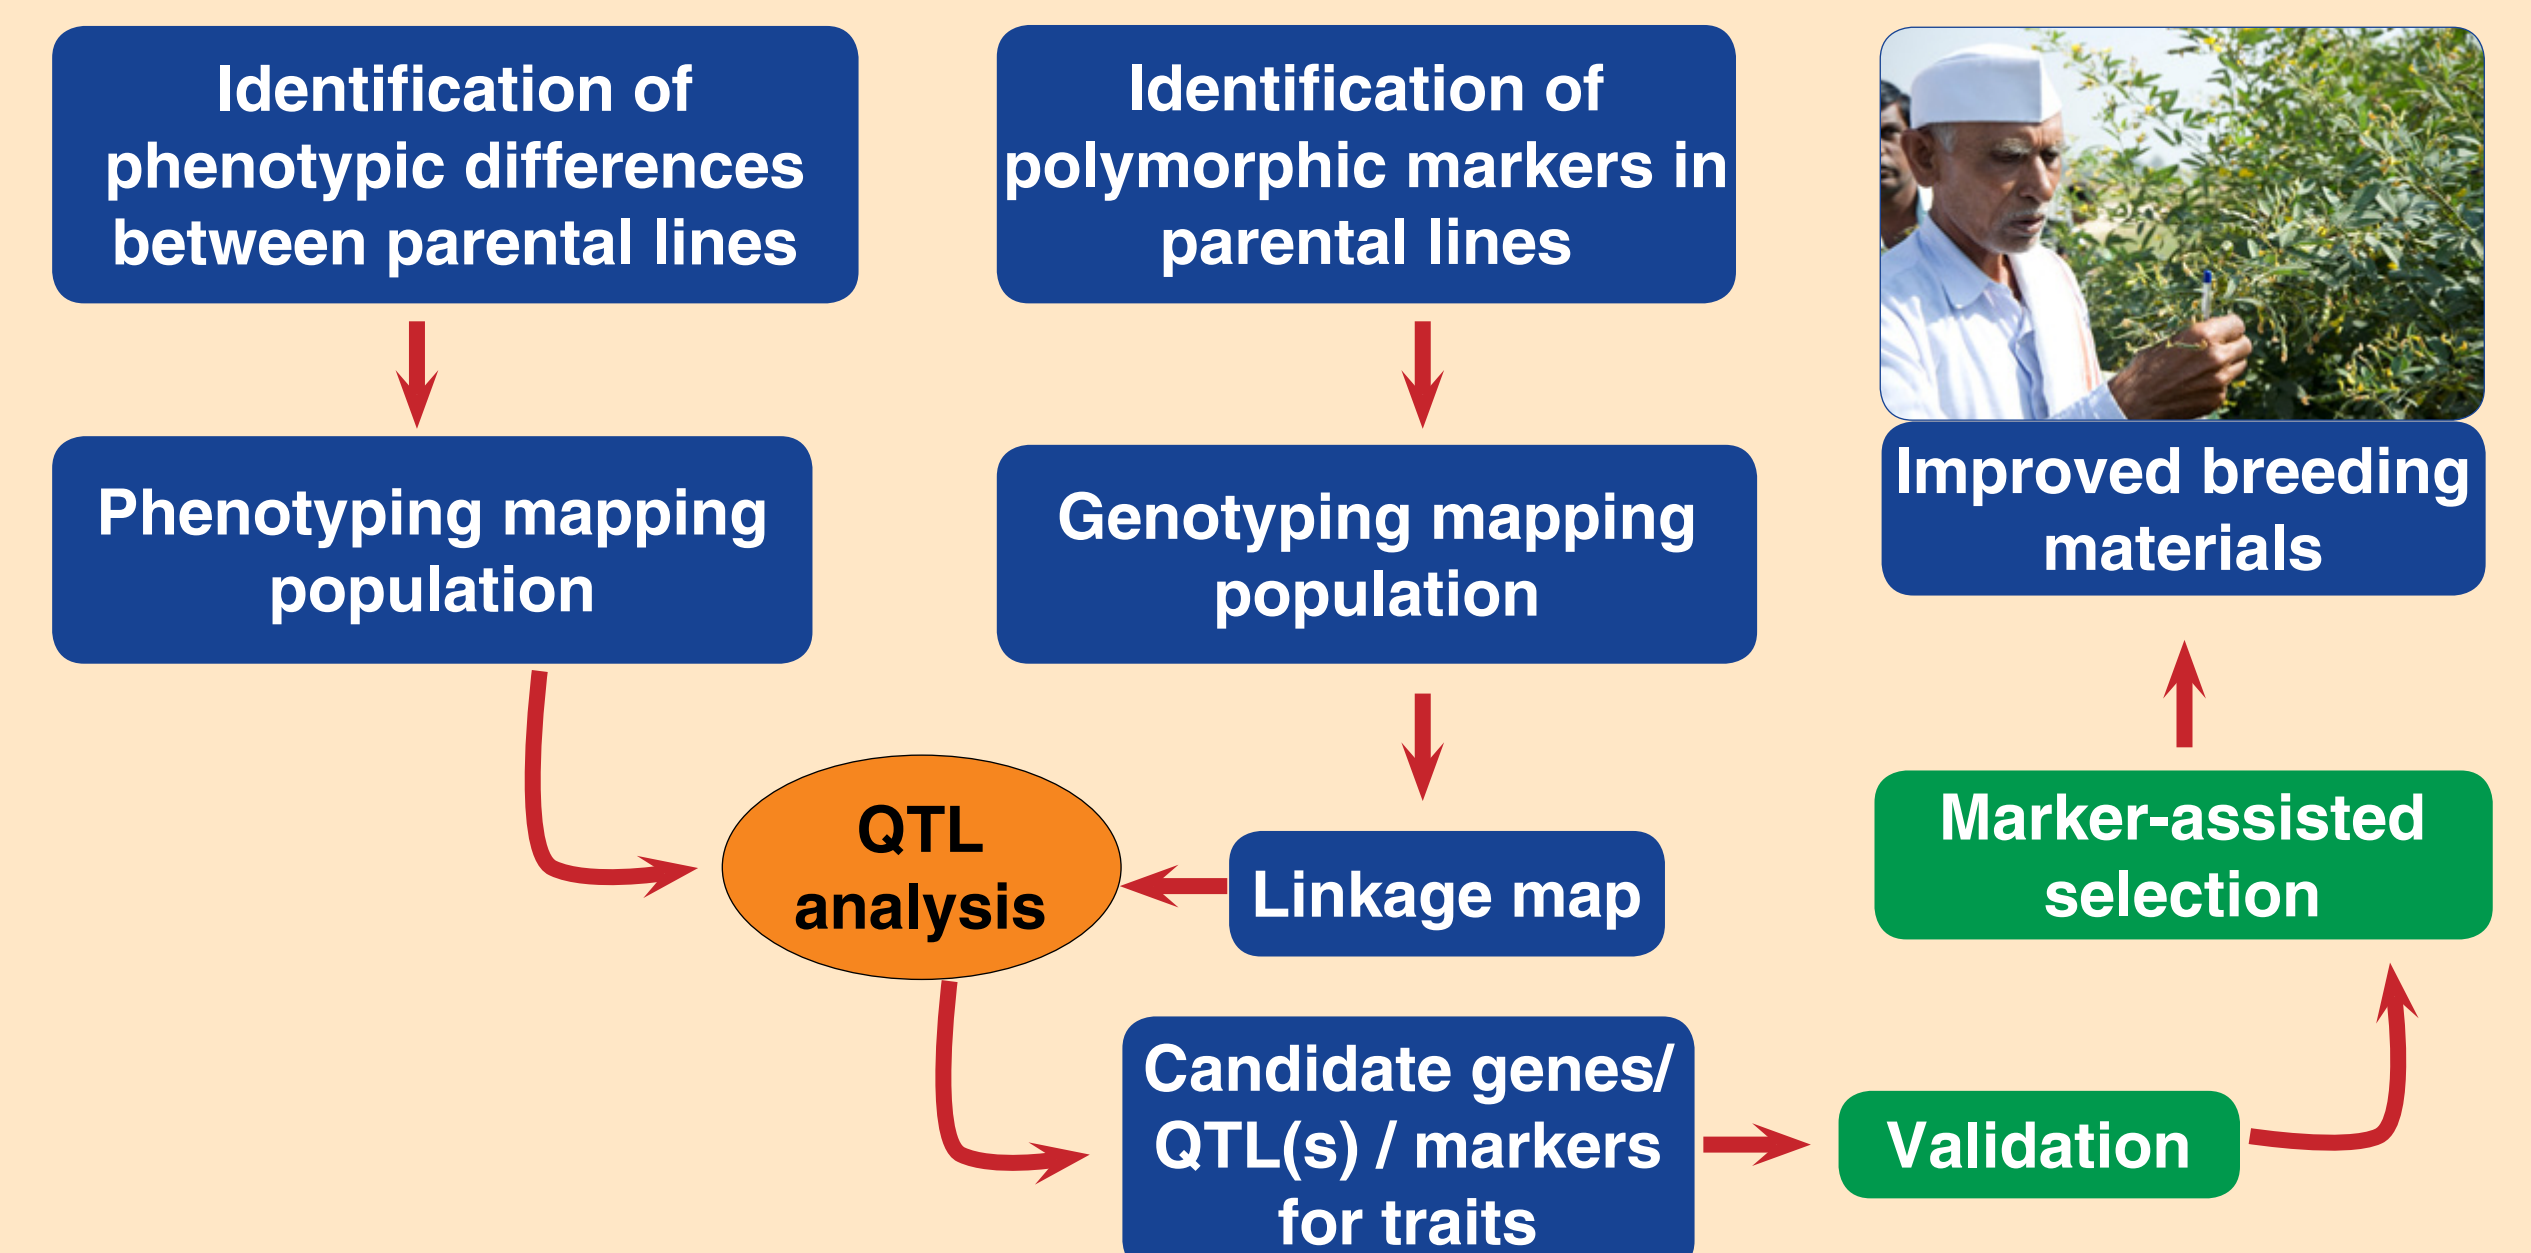 Identification of
phenotypic differences
between parental lines
Identification of
polymorphic markers in
parental lines
Phenotyping mapping
population
Genotyping mapping
population
Improved breeding
materials
QTL
analysis
Linkage map
Marker-assisted
selection
Candidate genes/
QTL(s) / markers
for traits
Validation